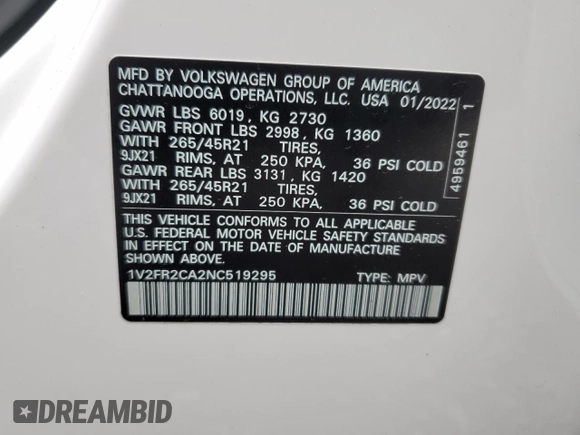 MFD BY VOLKSWAGEN GROUP OF AMERICA
CHATTANOOGA OPERATIONS, LLC. USA 01/2022
GVWR LBS 6019, KG 2730
GAWR FRONT LBS 2998, KG 1360
WITH 265/45R21 TIRES,
9JX21 RIMS, AT 250 KPA, 36 PSI COLD
GAWR REAR LBS 3131, KG 1420
WITH 265/45R21 TIRES,
9JX21 RIMS, AT 250 KPA, 36 PSI COLD
THIS VEHICLE CONFORMS TO ALL APPLICABLE
U.S. FEDERAL MOTOR VEHICLE SAFETY STANDARDS
IN EFFECT ON THE DATE OF MANUFACTURE
SHOWN ABOVE.
1V2FR2CA2NC519295 TYPE: MPV
4959461 1
DREAMBID